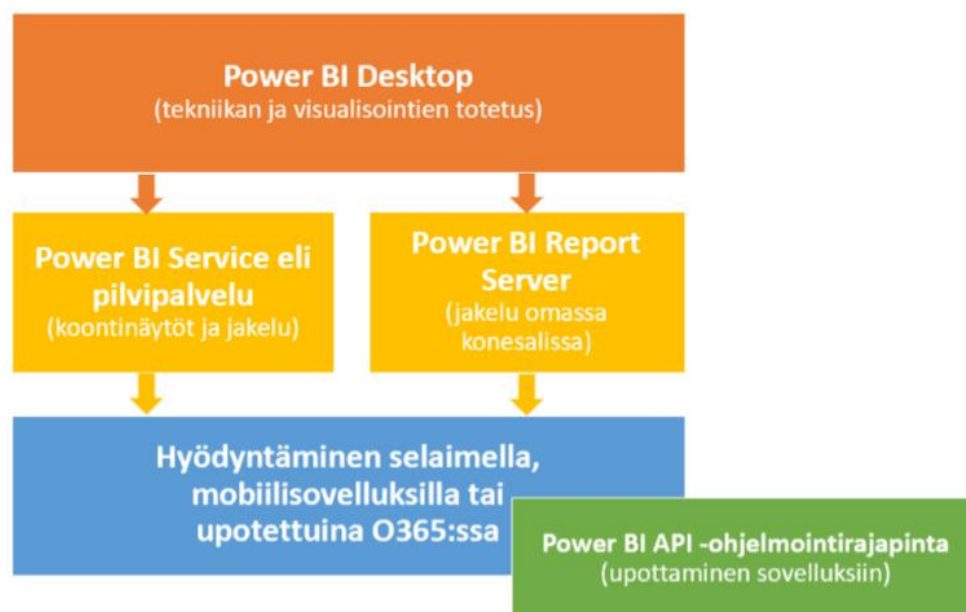 Power BI Desktop
(tekniikan ja visualisointien totetus)
Power BI Service eli
pilvipalvelu
(koontinäytöt ja jakelu)
Power BI Report
Server
(jakelu omassa
konesalissa)
Hyödyntäminen selaimella,
mobiilisovelluksilla tai
upotettuina O365:ssa
Power BI API -ohjelmointirajapinta
(upottaminen sovelluksiin)